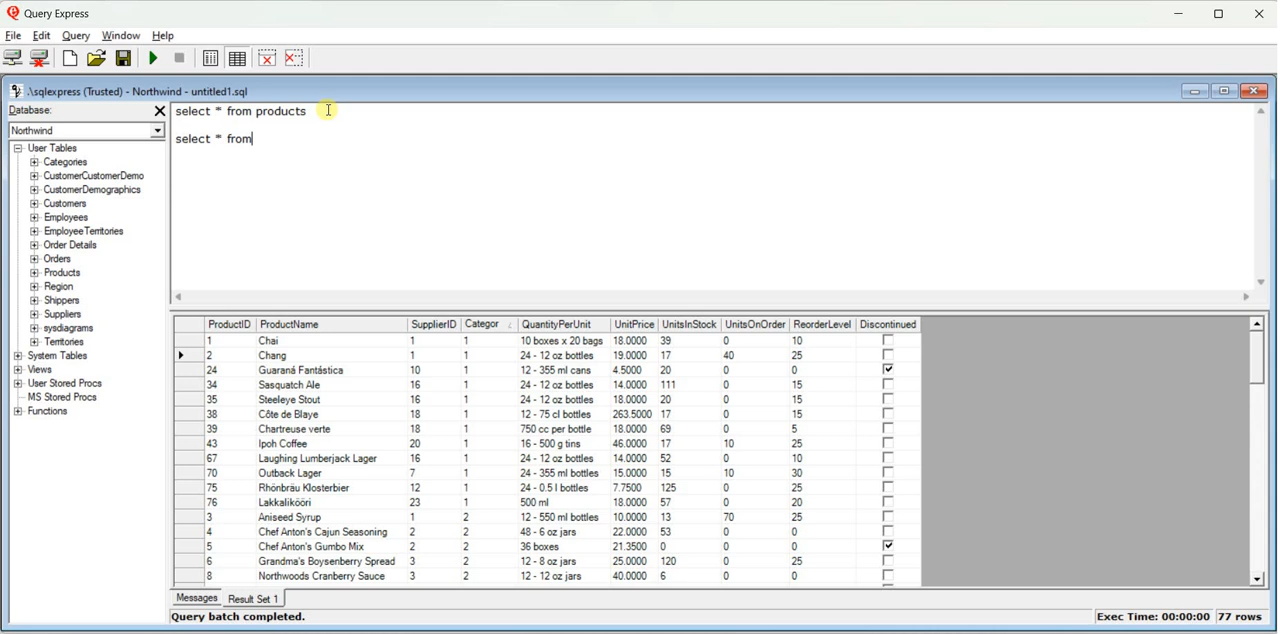 Query Express
File Edit Query Window Help
.\sqlexpress (Trusted) - Northwind - untitled1.sql
Database:
Northwind
User Tables
Categories
CustomerCustomerDemo
CustomerDemographics
Customers
Employees
EmployeeTerritories
Order Details
Orders
Products
Region
Shippers
Suppliers
sysdiagrams
Territories
System Tables
Views
User Stored Procs
MS Stored Procs
Functions
select * from products
select * from
ProductID ProductName SupplierID Categor QuantityPerUnit UnitPrice UnitsInStock UnitsOnOrder ReorderLevel Discontinued
1 Chai 1 1 10 boxes x 20 bags 18.0000 39 0 10
2 Chang 1 1 24 - 12 oz bottles 19.0000 17 40 25
24 Guaraná Fantástica 10 1 12 - 355 ml cans 4.5000 20 0 0
34 Sasquatch Ale 16 1 24 - 12 oz bottles 14.0000 111 0 15
35 Steeleye Stout 16 1 24 - 12 oz bottles 18.0000 20 0 15
38 Côte de Blaye 18 1 12 - 75 cl bottles 263.5000 17 0 15
39 Chartreuse verte 18 1 750 cc per bottle 18.0000 69 0 5
43 Ipoh Coffee 20 1 16 - 500 g tins 46.0000 17 10 25
67 Laughing Lumberjack Lager 16 1 24 - 12 oz bottles 14.0000 52 0 10
70 Outback Lager 7 1 24 - 355 ml bottles 15.0000 15 10 30
75 Rhönbräu Klosterbier 12 1 24 - 0.5 l bottles 7.7500 125 0 25
76 Lakkalikööri 23 1 500 ml 18.0000 57 0 20
3 Aniseed Syrup 1 2 12 - 550 ml bottles 10.0000 13 70 25
4 Chef Anton's Cajun Seasoning 2 2 48 - 6 oz jars 22.0000 53 0 0
5 Chef Anton's Gumbo Mix 2 2 36 boxes 21.3500 0 0 0
6 Grandma's Boysenberry Spread 3 2 12 - 8 oz jars 25.0000 120 0 25
8 Northwoods Cranberry Sauce 3 2 12 - 12 oz jars 40.0000 6 0 0
Messages Result Set 1
Query batch completed. Exec Time: 00:00:00 77 rows